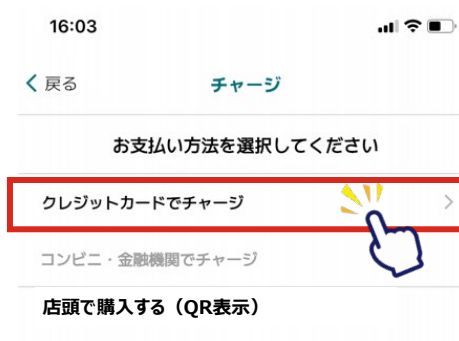 16:03
戻る
チャージ
お支払い方法を選択してください
クレジットカードでチャージ
コンビニ・金融機関でチャージ
店頭で購入する（QR表示）